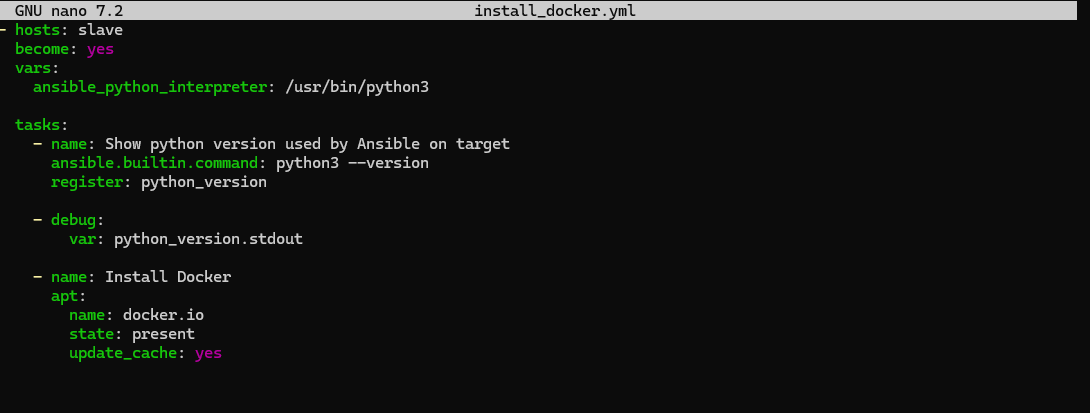 GNU nano 7.2 install_docker.yml
- hosts: slave
  become: yes
  vars:
    ansible_python_interpreter: /usr/bin/python3

  tasks:
    - name: Show python version used by Ansible on target
      ansible.builtin.command: python3 --version
      register: python_version

    - debug:
        var: python_version.stdout

    - name: Install Docker
      apt:
        name: docker.io
        state: present
        update_cache: yes